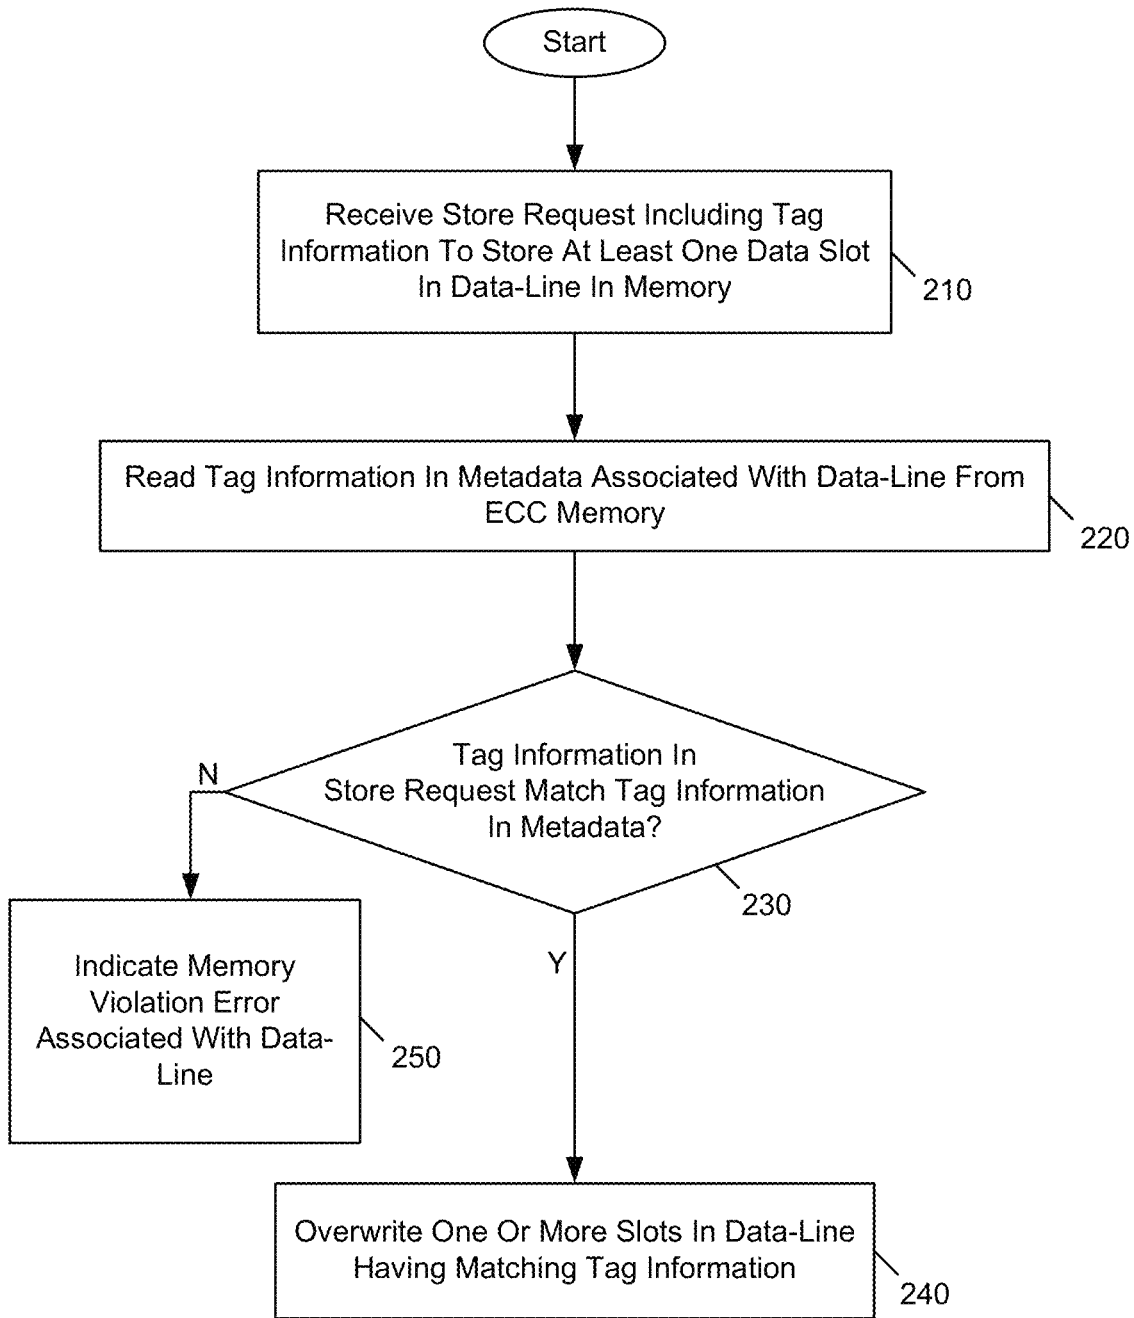 Start
Receive Store Request Including Tag
Information To Store At Least One Data Slot
In Data-Line In Memory
210
Read Tag Information In Metadata Associated With Data-Line From
ECC Memory
220
Tag Information In
Store Request Match Tag Information
In Metadata?
N
230
Indicate Memory
Violation Error
Associated With Data-
Line
250
Y
Overwrite One Or More Slots In Data-Line
Having Matching Tag Information
240